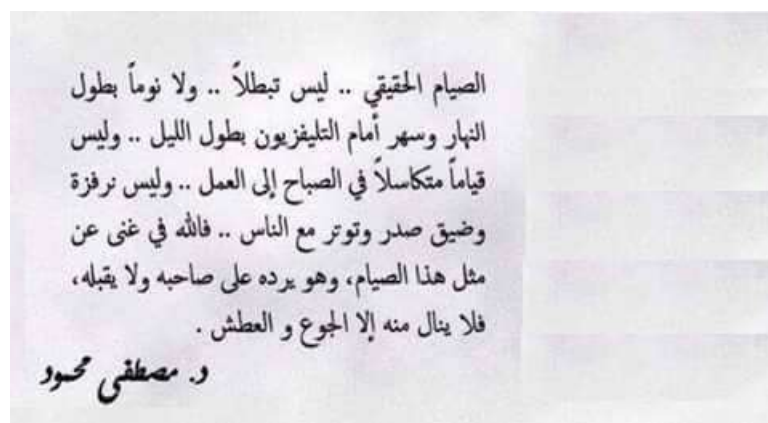 الصيام الحقيقي .. ليس تبطلاً .. ولا نوماً بطول
النهار وسهر أمام التليفزيون بطول الليل .. وليس
قياماً متكاسلاً في الصباح إلى العمل .. وليس نرفزة
وضيق صدر وتوتر مع الناس .. فالله في غنى عن
مثل هذا الصيام، وهو يرده على صاحبه ولا يقبله،
فلا ينال منه إلا الجوع و العطش .
د. مصطفى محمود